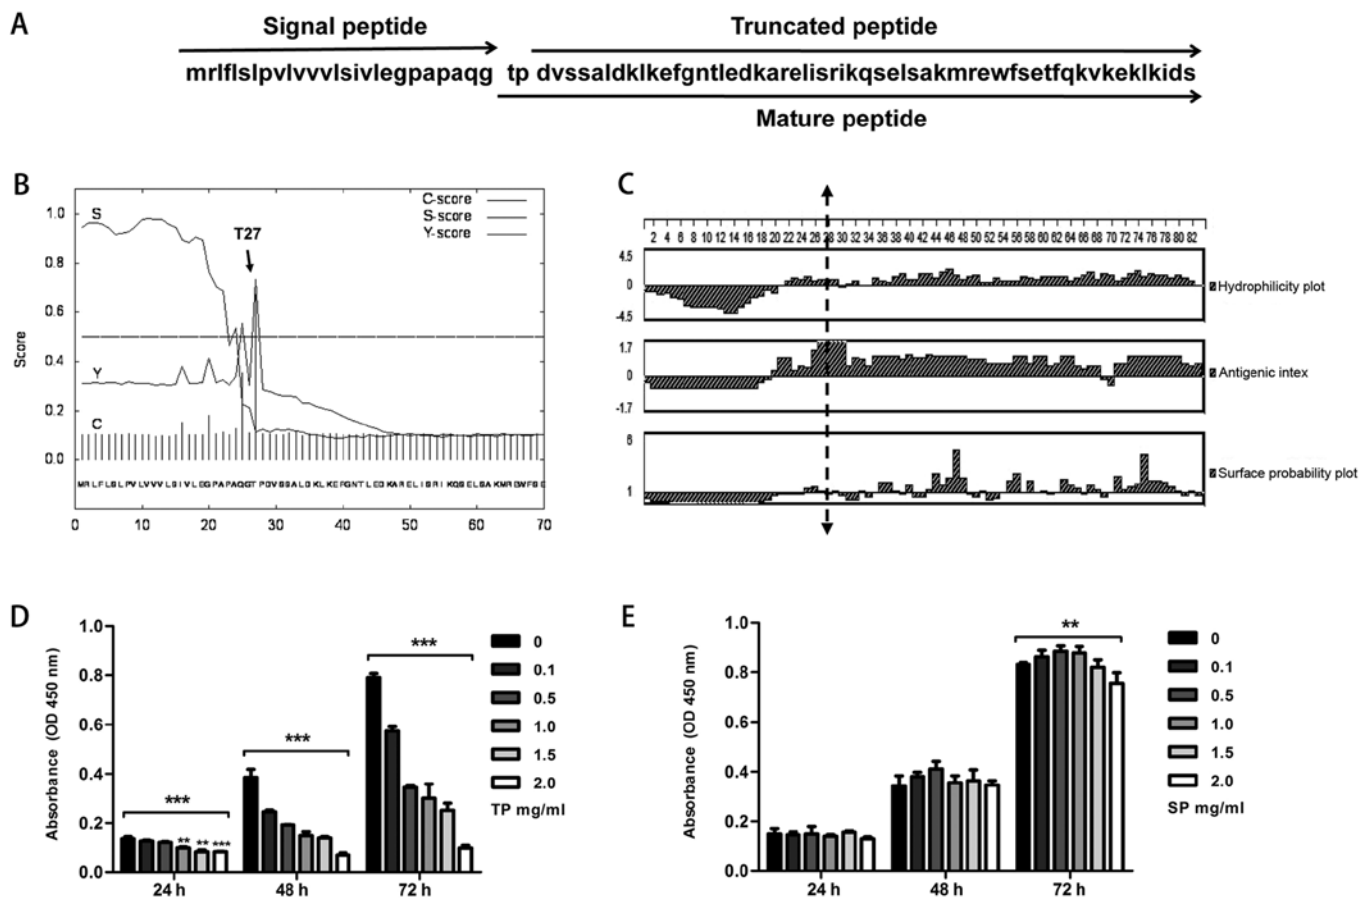 A
Signal peptide
Truncated peptide
mrlflslpvlvvvlsivlegpapaqg tp dvssaldklkefgntledkarelisrikqselsakmrewfsetfqkvkeklkids
Mature peptide
B
C-score
S-score
Y-score
T27
S
Y
C
Score
1.0
0.8
0.6
0.4
0.2
0.0
0 10 20 30 40 50 60 70
C
2 4 6 8 10 12 14 16 18 20 22 24 26 28 30 32 34 36 38 40 42 44 46 48 50 52 54 56 58 60 62 64 66 68 70 72 74 76 78 80 82
4.5
0
-4.5
Hydrophilicity plot
1.7
0
-1.7
Antigenic intex
6
1
Surface probability plot
D
Absorbance (OD 450 nm)
1.0
0.8
0.6
0.4
0.2
0.0
***
** ** ***
***
***
24 h 48 h 72 h
0
0.1
0.5
1.0
1.5
2.0
TP mg/ml
E
Absorbance (OD 450 nm)
1.0
0.8
0.6
0.4
0.2
0.0
**
24 h 48 h 72 h
0
0.1
0.5
1.0
1.5
2.0
SP mg/ml